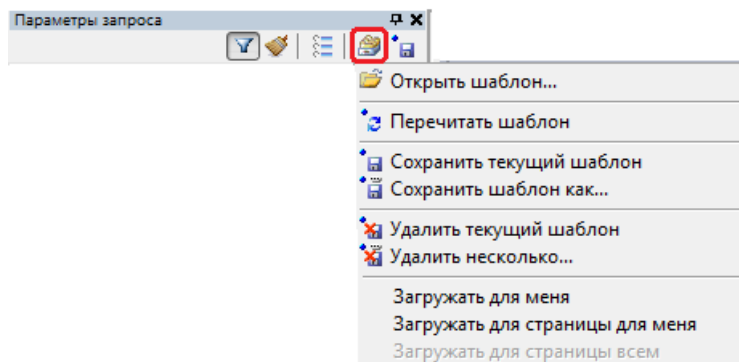 Параметры запроса
Открыть шаблон...
Перечитать шаблон
Сохранить текущий шаблон
Сохранить шаблон как...
Удалить текущий шаблон
Удалить несколько...
Загружать для меня
Загружать для страницы для меня
Загружать для страницы всем